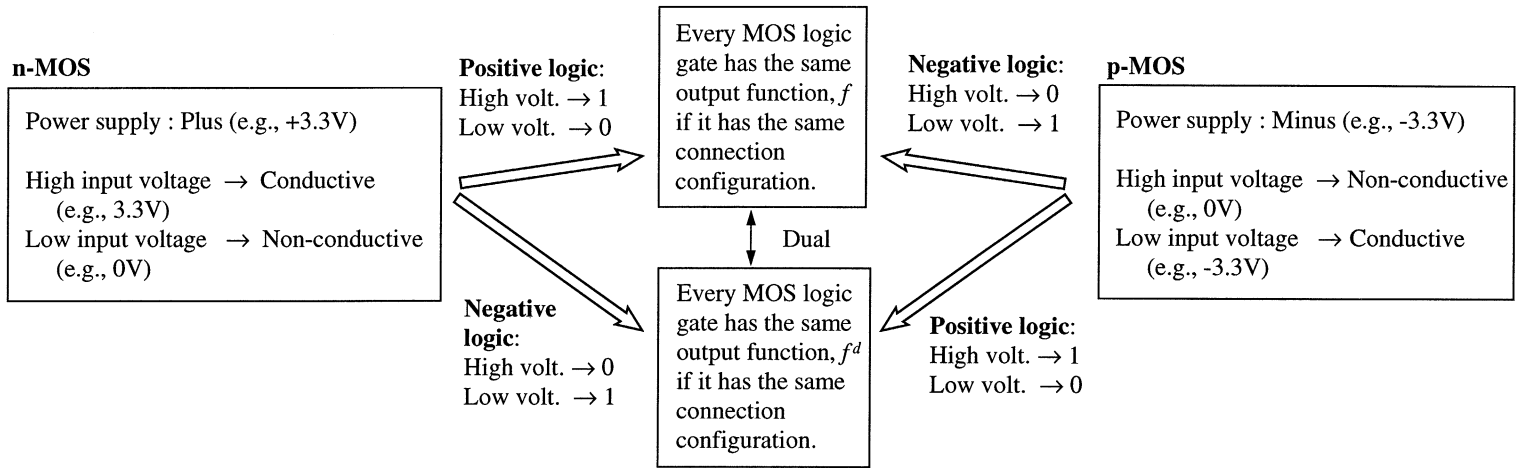 n-MOS
Power supply : Plus (e.g., +3.3V)
High input voltage → Conductive
(e.g., 3.3V)
Low input voltage → Non-conductive
(e.g., 0V)
Positive logic:
High volt. → 1
Low volt. → 0
Negative
logic:
High volt. → 0
Low volt. → 1
Every MOS logic
gate has the same
output function, f
if it has the same
connection
configuration.
Dual
Every MOS logic
gate has the same
output function, fᵈ
if it has the same
connection
configuration.
Negative logic:
High volt. → 0
Low volt. → 1
Positive logic:
High volt. → 1
Low volt. → 0
p-MOS
Power supply : Minus (e.g., -3.3V)
High input voltage → Non-conductive
(e.g., 0V)
Low input voltage → Conductive
(e.g., -3.3V)